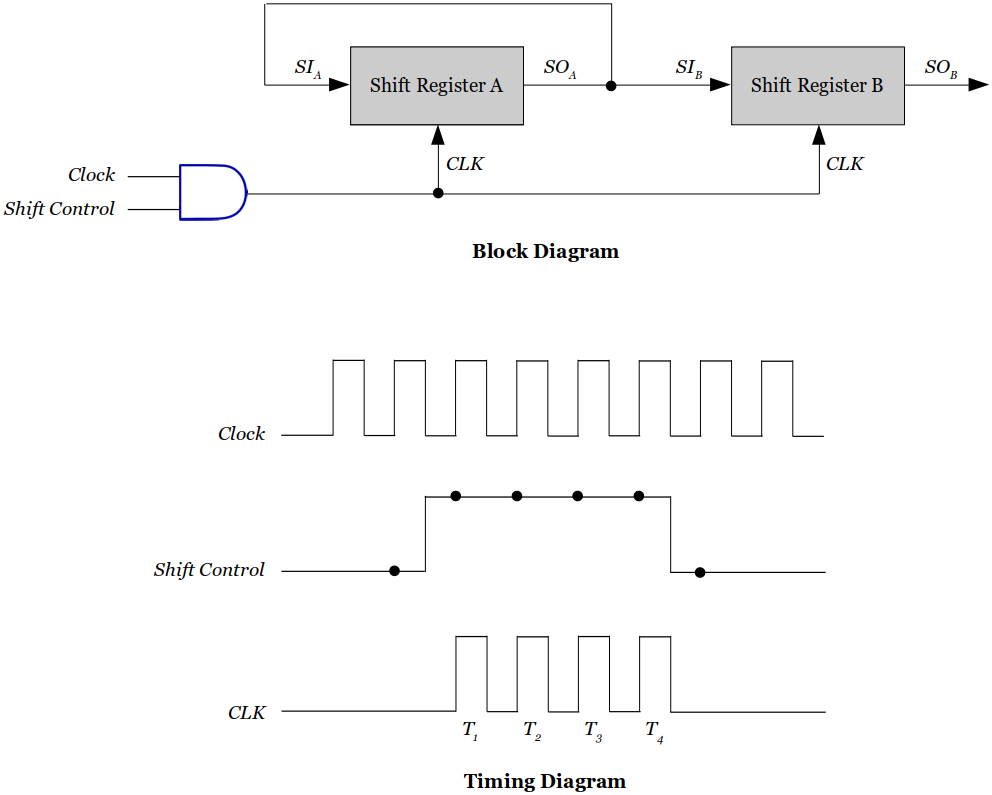 SI_A Shift Register A SO_A SI_B Shift Register B SO_B
CLK CLK
Clock
Shift Control
Block Diagram
Clock
Shift Control
CLK
T_1 T_2 T_3 T_4
Timing Diagram